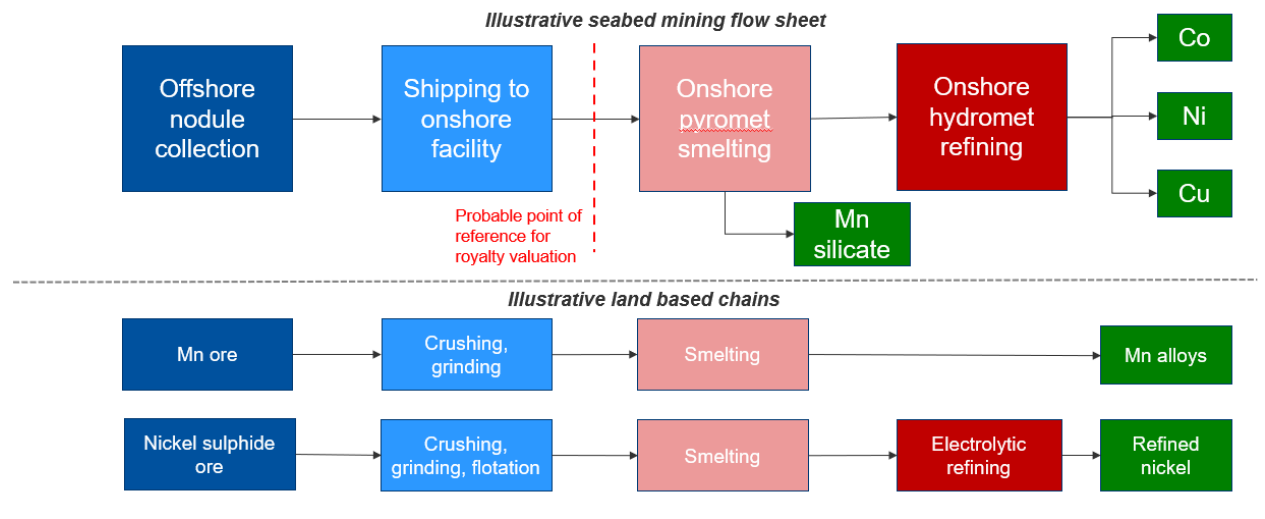 Illustrative seabed mining flow sheet
Offshore
nodule
collection
Shipping to
onshore
facility
Onshore
pyromet
smelting
Onshore
hydromet
refining
Co
Ni
Cu
Probable point of
reference for
royalty valuation
Mn
silicate
Illustrative land based chains
Mn ore
Crushing,
grinding
Smelting
Mn alloys
Nickel sulphide
ore
Crushing,
grinding, flotation
Smelting
Electrolytic
refining
Refined
nickel